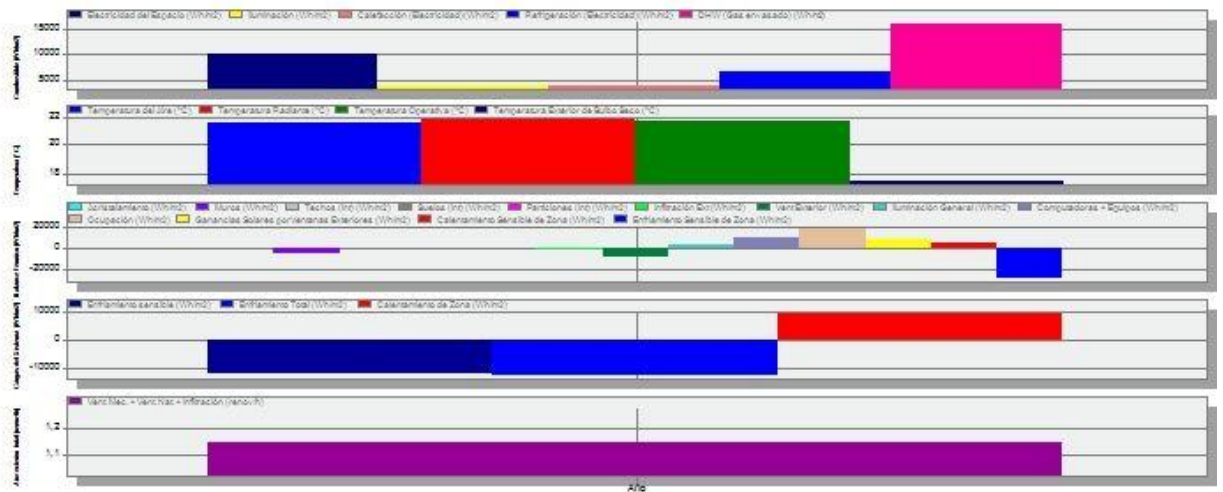 Electricidad del Espacio (Wh/m2) Iluminación (Wh/m2) Calefacción (Electricidad) (Wh/m2) Refrigeración (Electricidad) (Wh/m2) DHW (Gas envasado) (Wh/m2)
15000
10000
5000
Temperatura del Aire (°C) Temperatura Radiante (°C) Temperatura Operativa (°C) Temperatura Exterior de Bulbo Seco (°C)
22
20
18
Temperatura (°C)
Acristalamiento (Wh/m2) Muros (Wh/m2) Techos (int) (Wh/m2) Suelos (int) (Wh/m2) Particiones (int) (Wh/m2) Infiltración Ext (Wh/m2) Vent Exterior (Wh/m2) Iluminación General (Wh/m2) Computadoras + Equipos (Wh/m2)
Ocupación (Wh/m2) Ganancias Solares por Ventanas Exteriores (Wh/m2) Calentamiento Sensible de Zona (Wh/m2) Enfriamiento Sensible de Zona (Wh/m2)
20000
0
-20000
Enfriamiento sensible (Wh/m2) Enfriamiento Total (Wh/m2) Calentamiento de Zona (Wh/m2)
10000
0
-10000
Vent Mec. + Vent Nat + Infiltración (renov/h)
1,2
1,1
Año